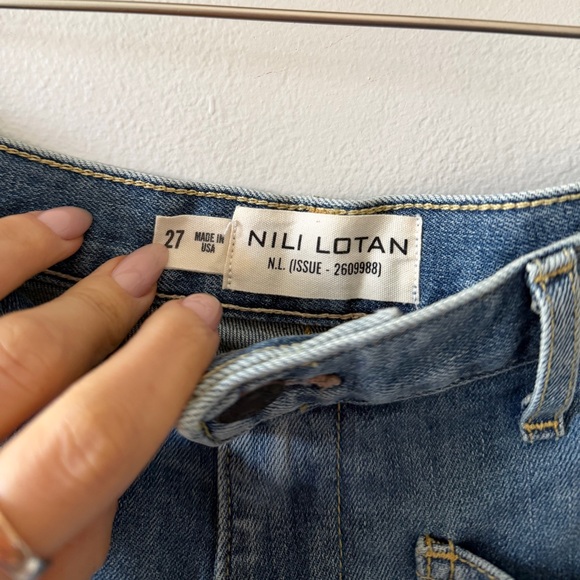 27
MADE IN
USA
NILI LOTAN
N.L. (ISSUE - 2609988)